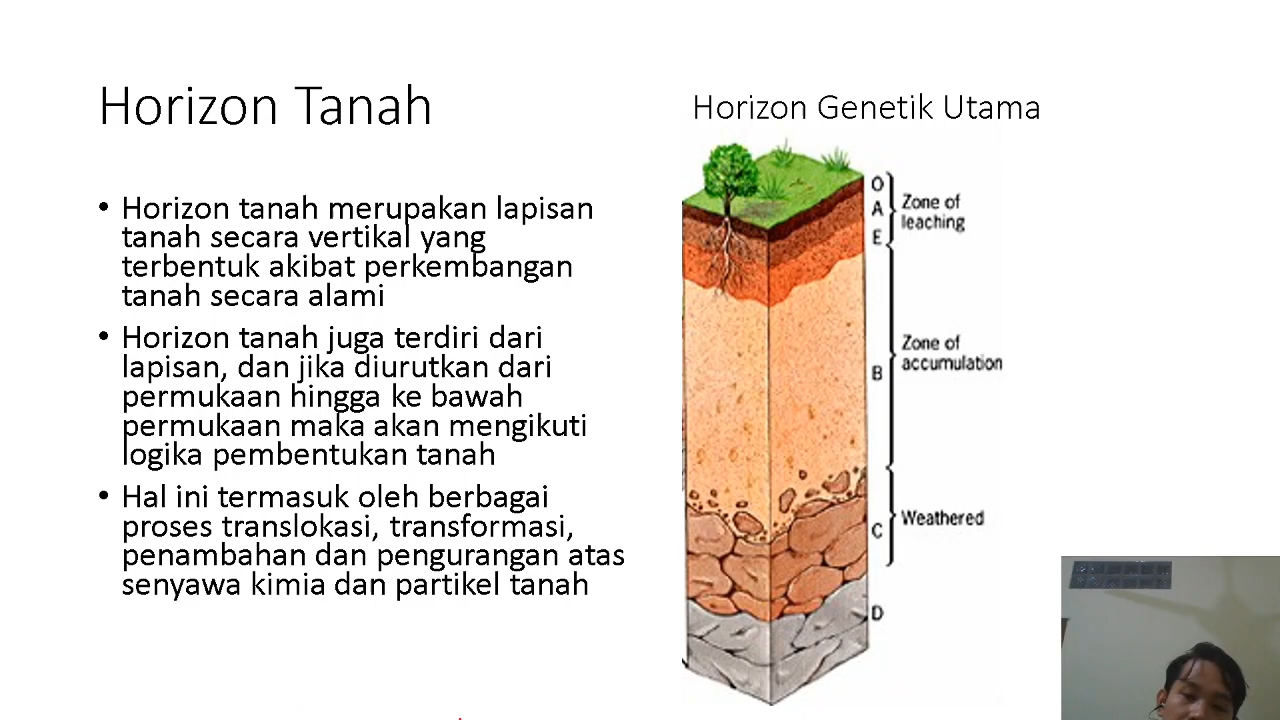 Horizon Tanah
• Horizon tanah merupakan lapisan
tanah secara vertikal yang
terbentuk akibat perkembangan
tanah secara alami
• Horizon tanah juga terdiri dari
lapisan, dan jika diurutkan dari
permukaan hingga ke bawah
permukaan maka akan mengikuti
logika pembentukan tanah
• Hal ini termasuk oleh berbagai
proses translokasi, transformasi,
penambahan dan pengurangan atas
senyawa kimia dan partikel tanah
Horizon Genetik Utama
O
A
E
Zone of
leaching
B
Zone of
accumulation
C
Weathered
D